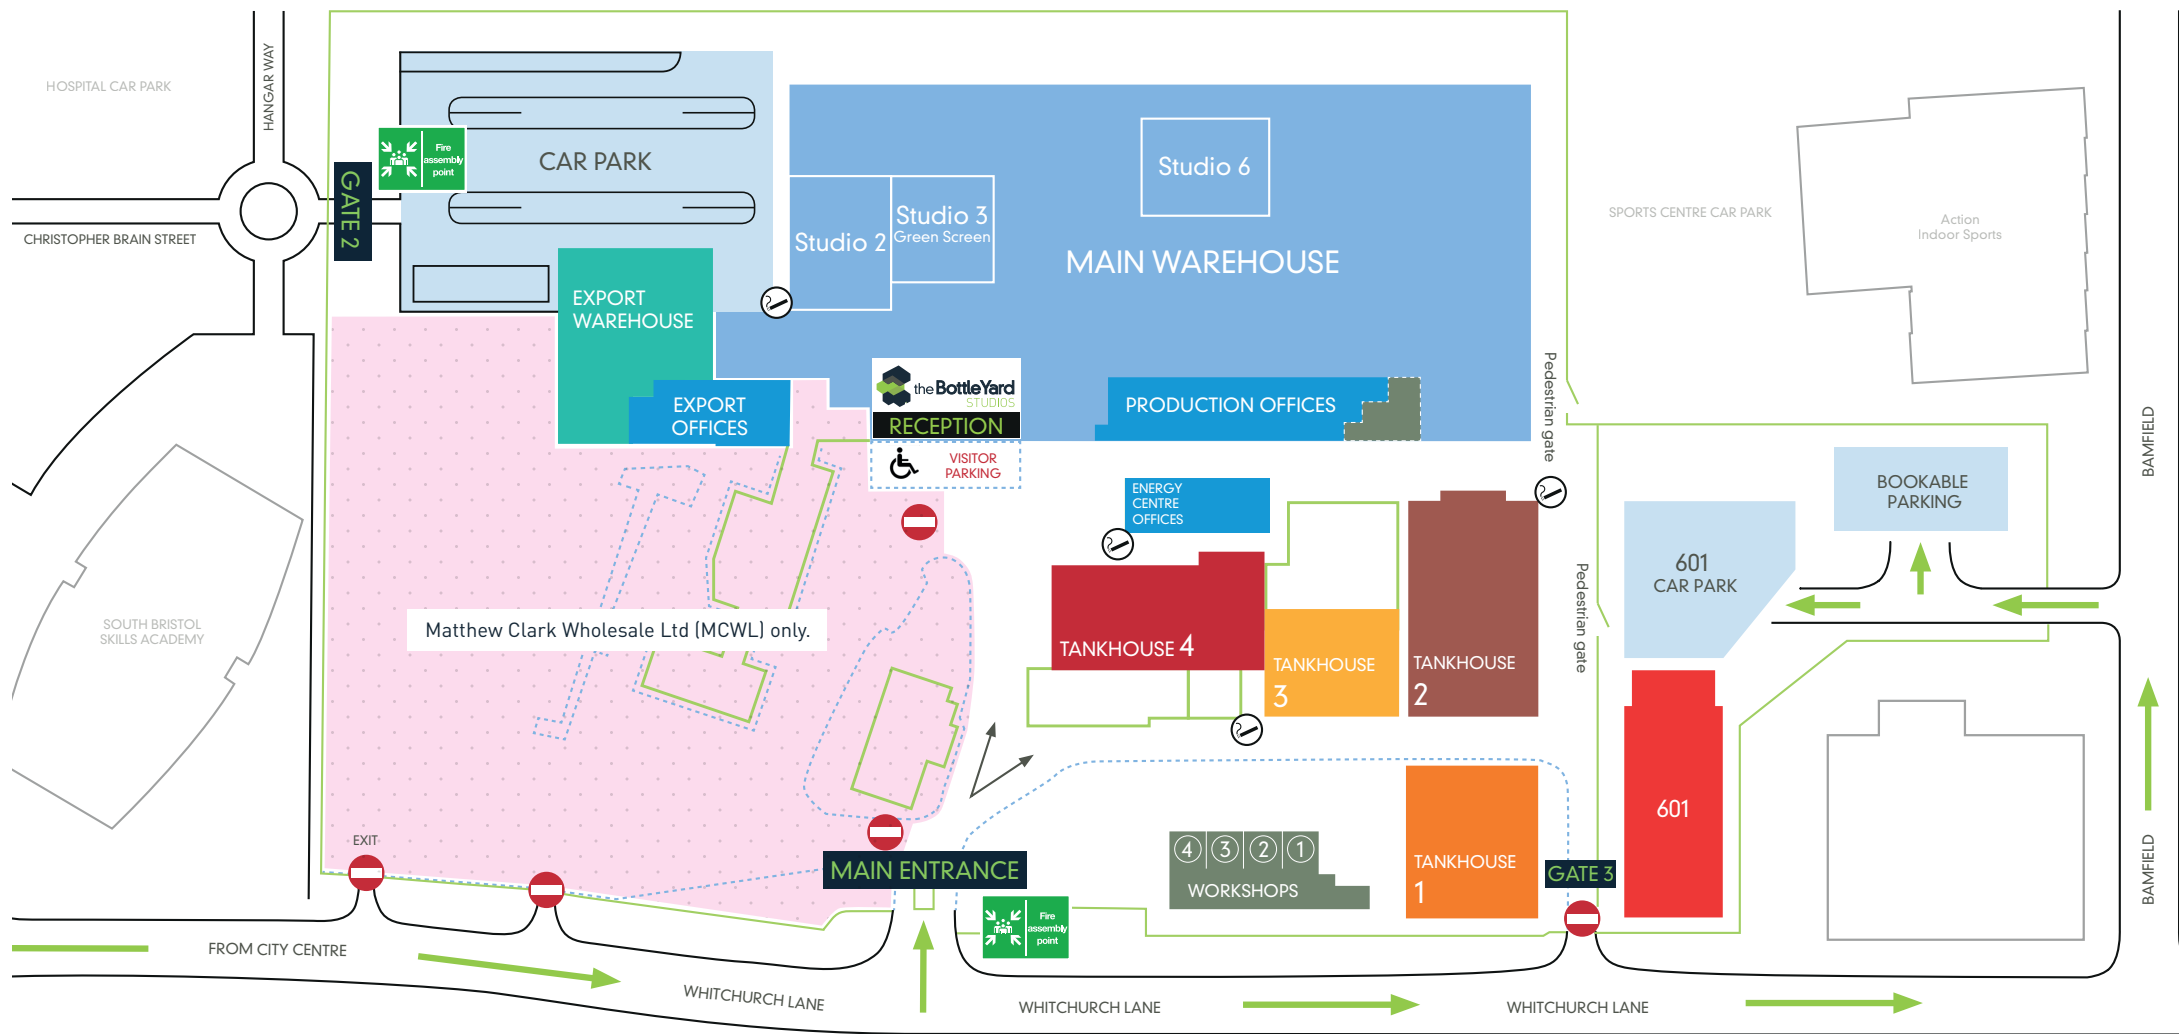 HOSPITAL CAR PARK
HANGAR WAY
Fire
assembly
point
CAR PARK
GATE 2
CHRISTOPHER BRAIN STREET
Studio 6
Studio 3
Green Screen
Studio 2
MAIN WAREHOUSE
SPORTS CENTRE CAR PARK
Action
Indoor Sports
EXPORT
WAREHOUSE
EXPORT
OFFICES
the BottleYard
STUDIOS
RECEPTION
VISITOR
PARKING
PRODUCTION OFFICES
Pedestrian gate
BAMFIELD
BOOKABLE
PARKING
ENERGY
CENTRE
OFFICES
601
CAR PARK
Pedestrian gate
SOUTH BRISTOL
SKILLS ACADEMY
Matthew Clark Wholesale Ltd (MCWL) only.
TANKHOUSE 4
TANKHOUSE
3
TANKHOUSE
2
601
EXIT
MAIN ENTRANCE
4 3 2 1
WORKSHOPS
TANKHOUSE
1
GATE 3
BAMFIELD
Fire
assembly
point
FROM CITY CENTRE
WHITCHURCH LANE
WHITCHURCH LANE
WHITCHURCH LANE